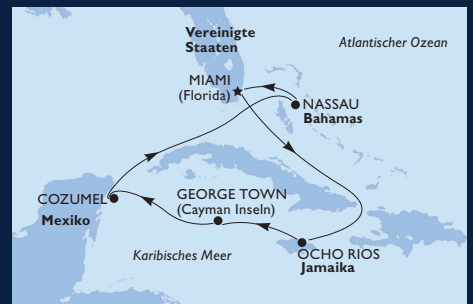 Vereinigte
Staaten
Atlantischer Ozean
MIAMI
(Florida)
NASSAU
Bahamas
COZUMEL
Mexiko
GEORGE TOWN
(Cayman Inseln)
Karibisches Meer
OCHO RIOS
Jamaika